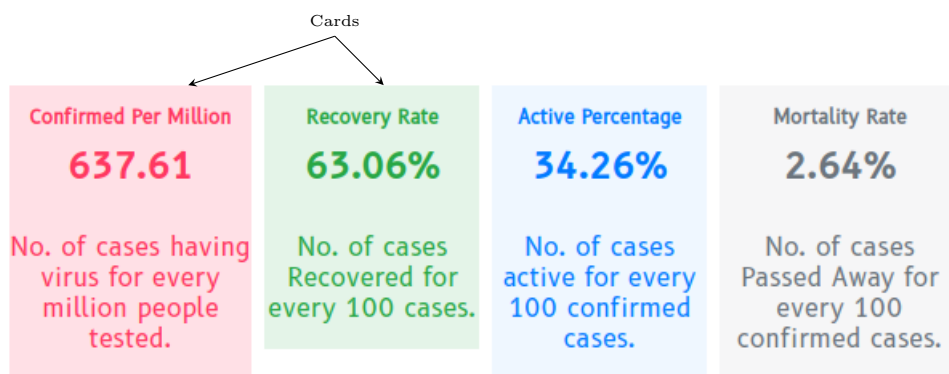 Cards
Confirmed Per Million
637.61
No. of cases having
virus for every
million people
tested.
Recovery Rate
63.06%
No. of cases
Recovered for
every 100 cases.
Active Percentage
34.26%
No. of cases
active for every
100 confirmed
cases.
Mortality Rate
2.64%
No. of cases
Passed Away for
every 100
confirmed cases.